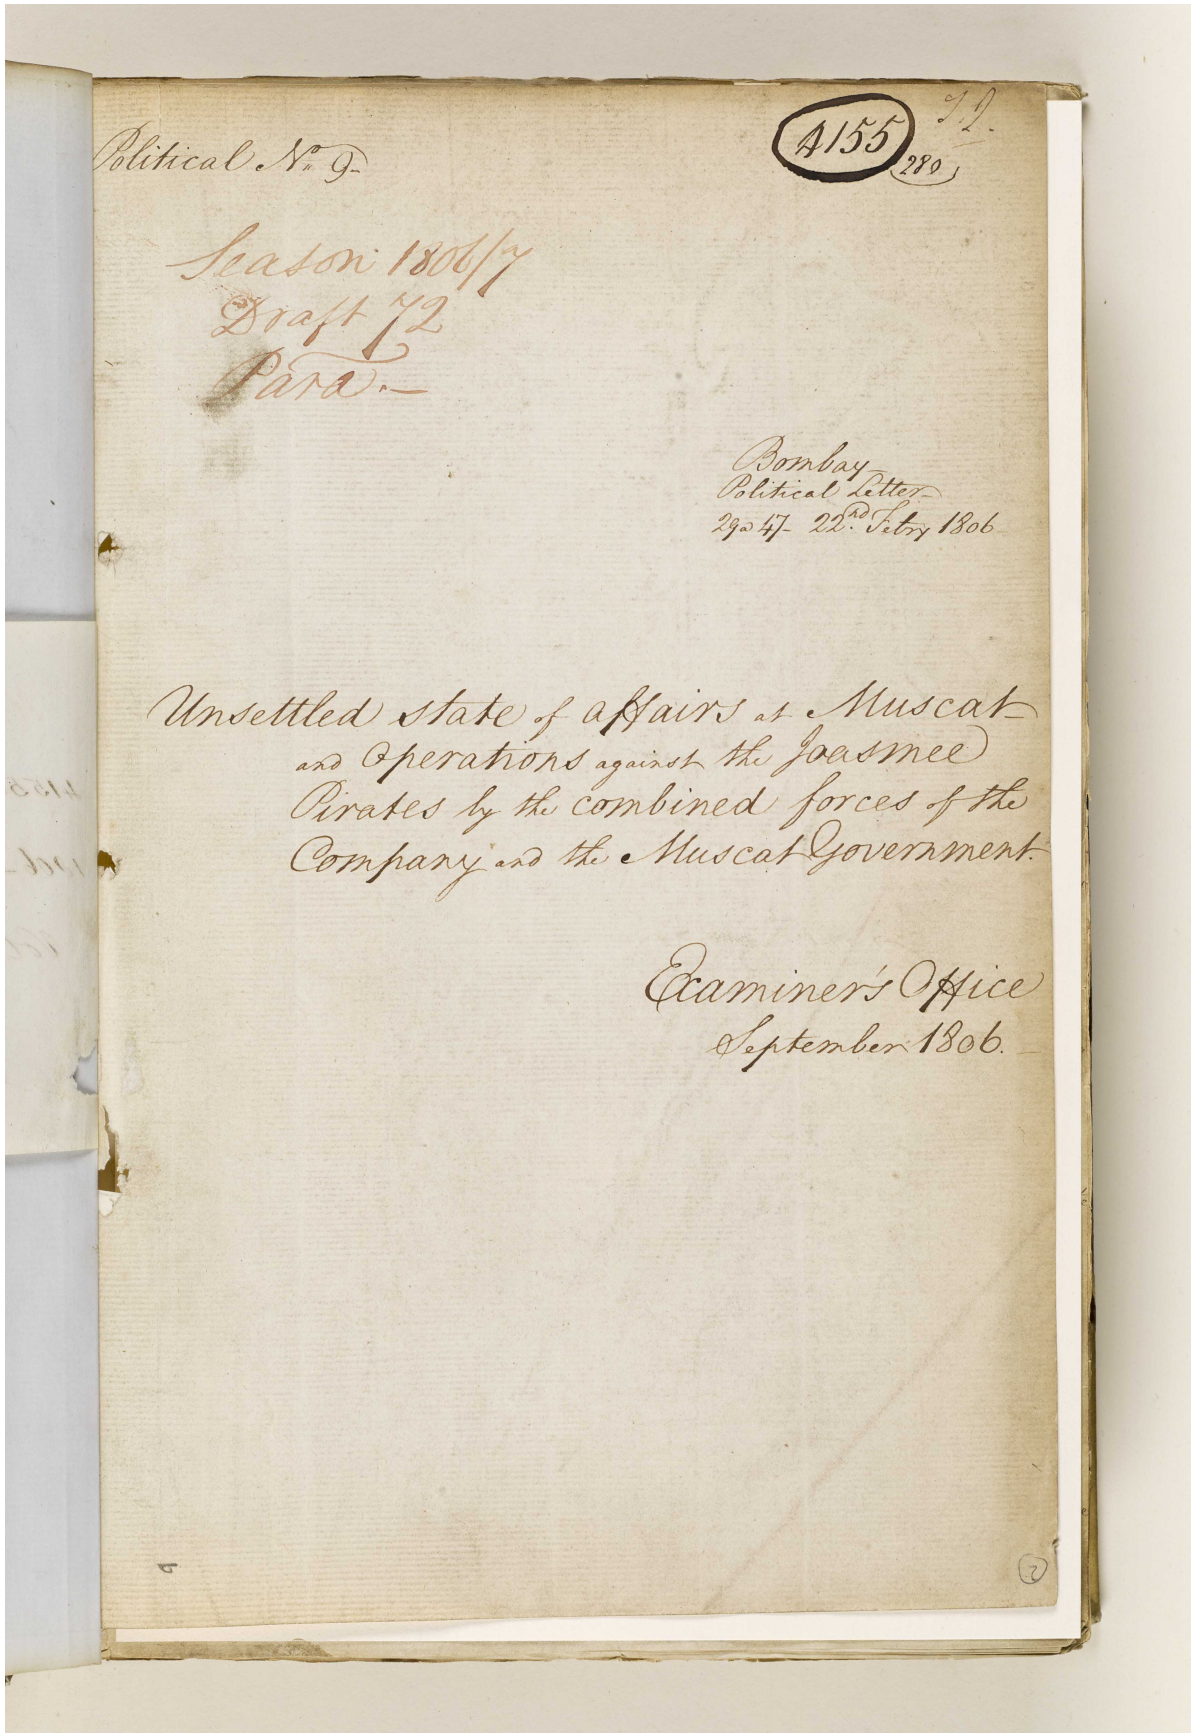 Political No. 9
4155
280
Season 1806/7
Draft 72
Para.—
Bombay
Political Letter
29 a 47 22nd. Febry 1806
Unsettled state of affairs at Muscat
and Operations against the Joasmee
Pirates by the combined forces of the
Company and the Muscat Government.
Examiner's Office
September 1806.
2